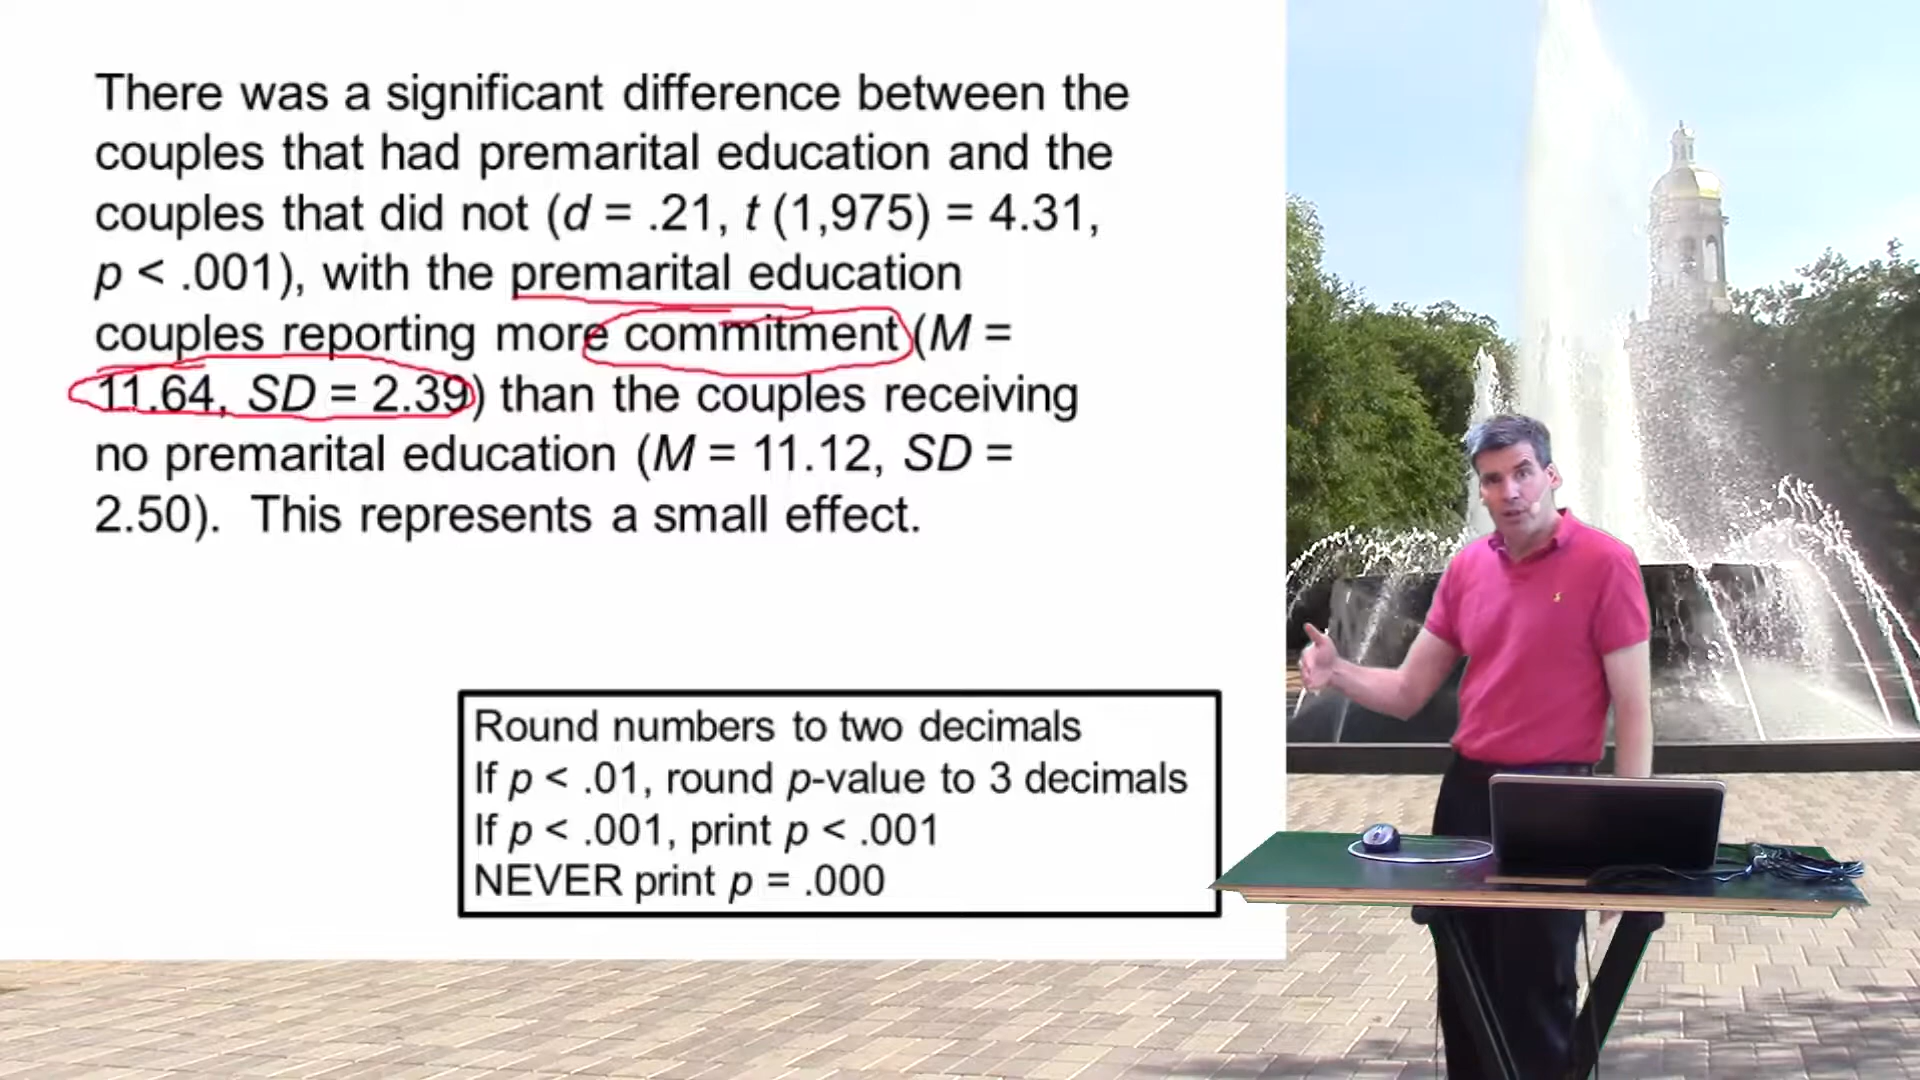 There was a significant difference between the
couples that had premarital education and the
couples that did not (d = .21, t (1,975) = 4.31,
p < .001), with the premarital education
couples reporting more commitment (M =
11.64, SD = 2.39) than the couples receiving
no premarital education (M = 11.12, SD =
2.50).  This represents a small effect.
Round numbers to two decimals
If p < .01, round p-value to 3 decimals
If p < .001, print p < .001
NEVER print p = .000